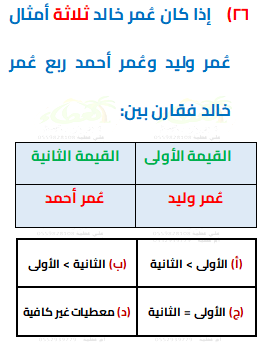 ٢٦) إذا كان عُمر خالد ثلاثة أمثال
عُمر وليد وعُمر أحمد ربع عُمر
خالد فقارن بين:
القيمة الأولى القيمة الثانية
عُمر وليد عُمر أحمد
(أ) الأولى > الثانية (ب) الثانية > الأولى
(ج) الأولى = الثانية (د) معطيات غير كافية